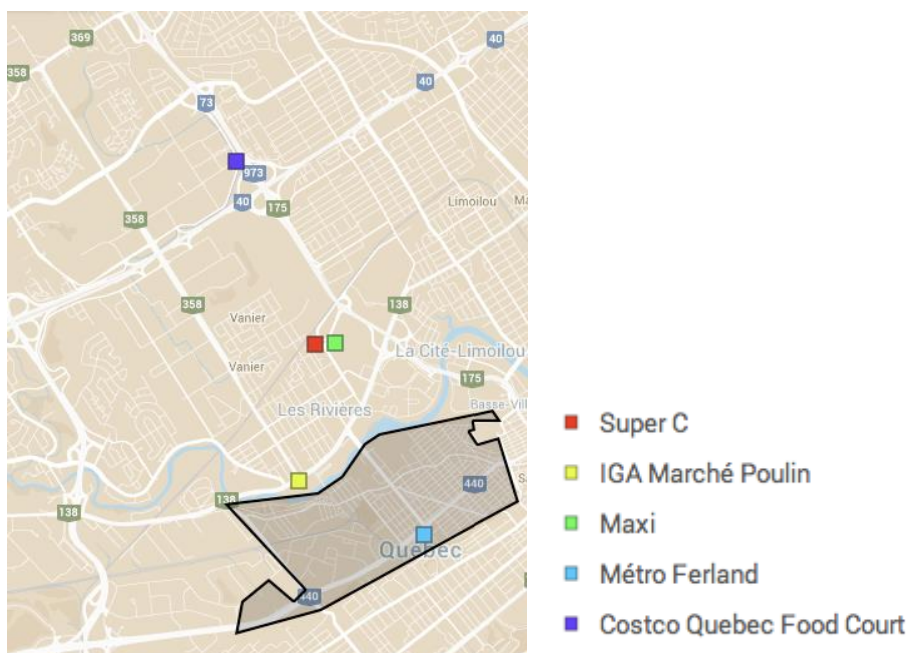 369
40
358
73
40
973
40
175
Limoilou
358
358
138
Vanier
La Cité-Limoilou
Vanier
175
Les Rivières
440
138
138
Québec
440
Super C
IGA Marché Poulin
Maxi
Métro Ferland
Costco Quebec Food Court